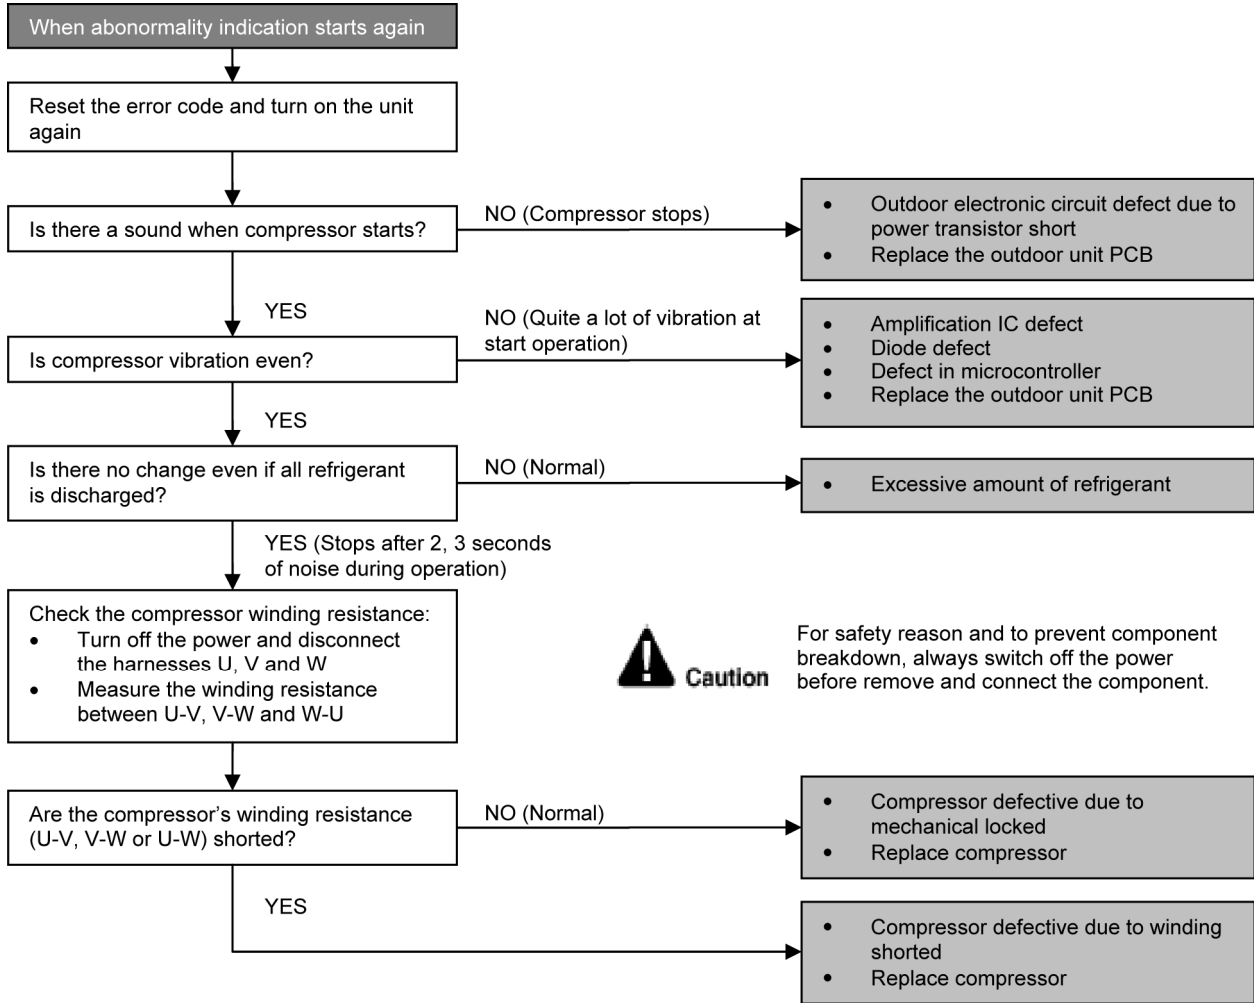 When abonormality indication starts again
Reset the error code and turn on the unit
again
Is there a sound when compressor starts?
NO (Compressor stops)
• Outdoor electronic circuit defect due to
power transistor short
• Replace the outdoor unit PCB
YES
Is compressor vibration even?
NO (Quite a lot of vibration at
start operation)
• Amplification IC defect
• Diode defect
• Defect in microcontroller
• Replace the outdoor unit PCB
YES
Is there no change even if all refrigerant
is discharged?
NO (Normal)
• Excessive amount of refrigerant
YES (Stops after 2, 3 seconds
of noise during operation)
Check the compressor winding resistance:
• Turn off the power and disconnect
the harnesses U, V and W
• Measure the winding resistance
between U-V, V-W and W-U
! Caution
For safety reason and to prevent component
breakdown, always switch off the power
before remove and connect the component.
Are the compressor’s winding resistance
(U-V, V-W or U-W) shorted?
NO (Normal)
• Compressor defective due to
mechanical locked
• Replace compressor
YES
• Compressor defective due to winding
shorted
• Replace compressor